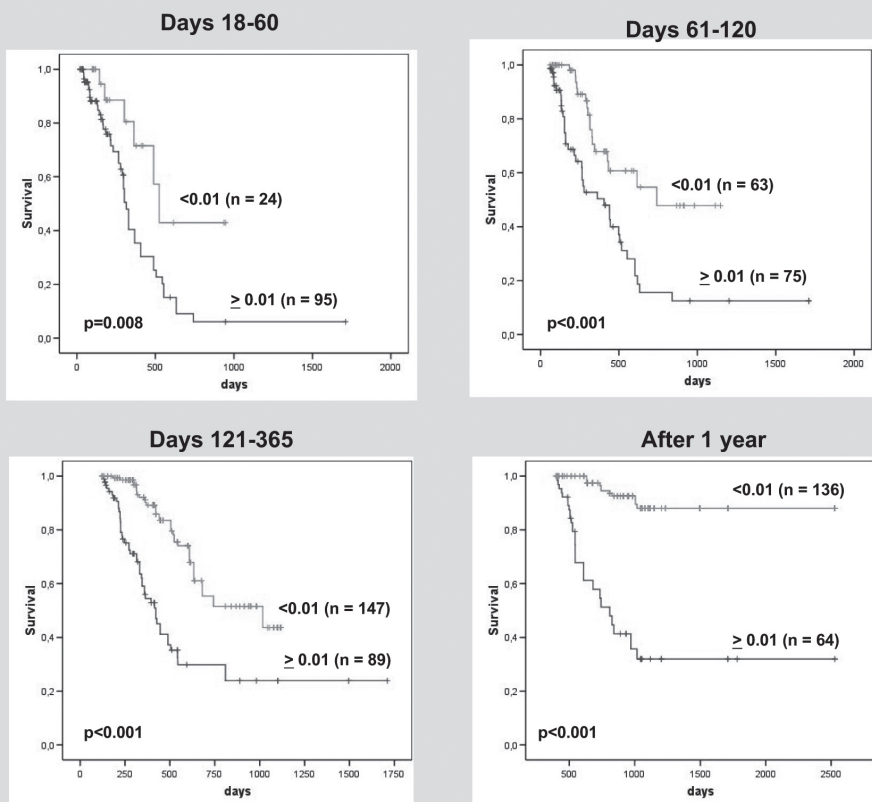 Days 18-60
1,0
0,8
0,6
0,4
0,2
0,0
Survival
<0.01 (n = 24)
≥ 0.01 (n = 95)
p=0.008
0
500
1000
1500
2000
days
Days 61-120
1,0
0,8
0,6
0,4
0,2
0,0
Survival
<0.01 (n = 63)
≥ 0.01 (n = 75)
p<0.001
0
500
1000
1500
2000
days
Days 121-365
1,0
0,8
0,6
0,4
0,2
0,0
Survival
<0.01 (n = 147)
≥ 0.01 (n = 89)
p<0.001
0
250
500
750
1000
1250
1500
1750
days
After 1 year
1,0
0,8
0,6
0,4
0,2
0,0
Survival
<0.01 (n = 136)
≥ 0.01 (n = 64)
p<0.001
500
1000
1500
2000
2500
days